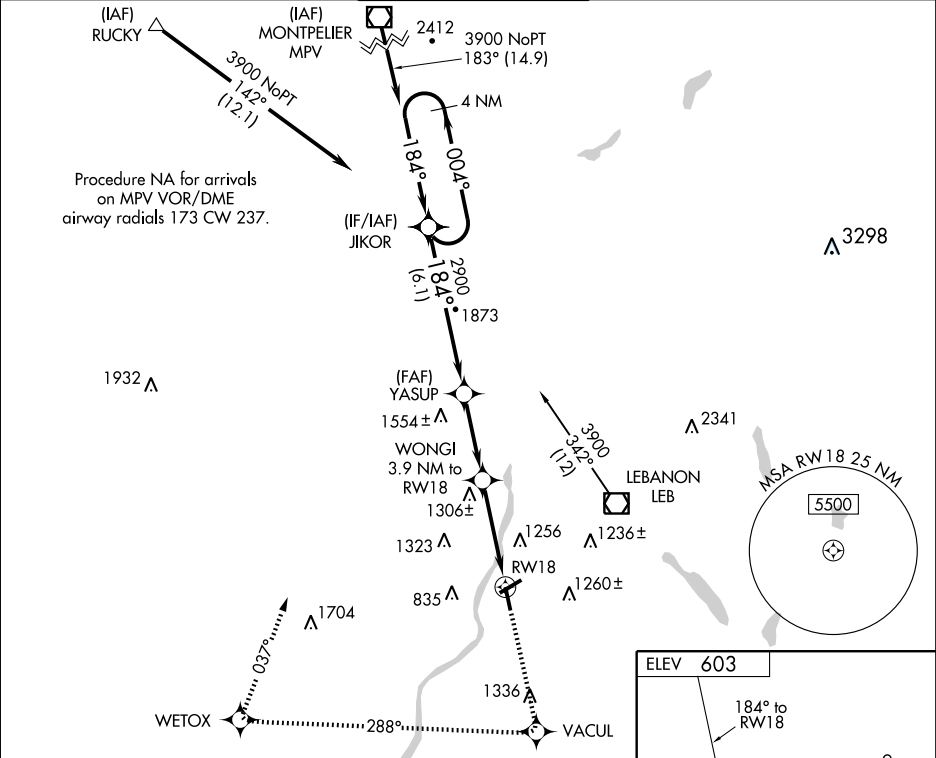 (IAF)
RUCKY
(IAF)
MONTPELIER
MPV
2412
3900 NoPT
183° (14.9)
3900 NoPT
142°
(12.1)
4 NM
184°
004°
Procedure NA for arrivals
on MPV VOR/DME
airway radials 173 CW 237.
(IF/IAF)
JIKOR
3298
2900
184°
(6.1)
1873
1932
(FAF)
YASUP
1554±
3900
342°
(12)
2341
WONGI
3.9 NM to
RW18
1306±
LEBANON
LEB
MSA RW18 25 NM
5500
1323
1256
1236±
RW18
835
1260±
1704
037°
ELEV 603
184° to
RW18
1336
WETOX
288°
VACUL